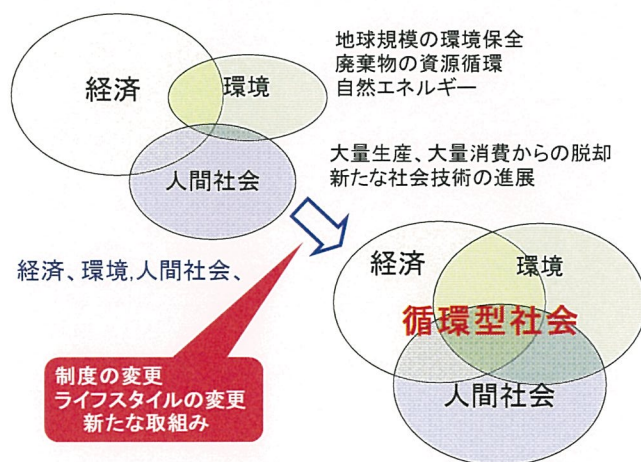 経済
環境
人間社会
地球規模の環境保全
廃棄物の資源循環
自然エネルギー
大量生産、大量消費からの脱却
新たな社会技術の進展
経済、環境,人間社会、
制度の変更
ライフスタイルの変更
新たな取組み
経済
環境
循環型社会
人間社会